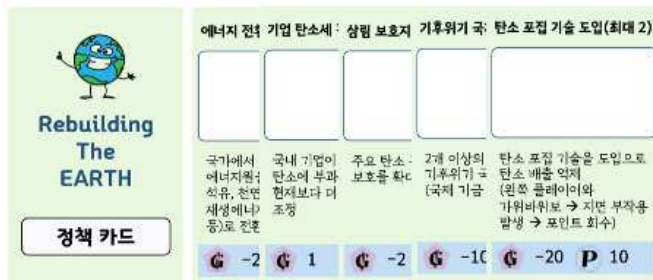 Rebuilding
The
EARTH
정책 카드
에너지 전환
국가에서
에너지원을
석유, 천연
재생에너지
등)로 전환
G -2
기업 탄소세
국내 기업이
탄소에 부과
현재보다 더
조정
G 1
삼림 보호지
주요 탄소
보호를 확대
G -2
기후위기 국
2개 이상의
기후위기 국
(국제 기금
G -10
탄소 포집 기술 도입(최대 2)
탄소 포집 기술을 도입으로
탄소 배출 억제
(왼쪽 플레이어와
가위바위보 → 지면 부작용
발생 → 포인트 회수)
G -20 P 10